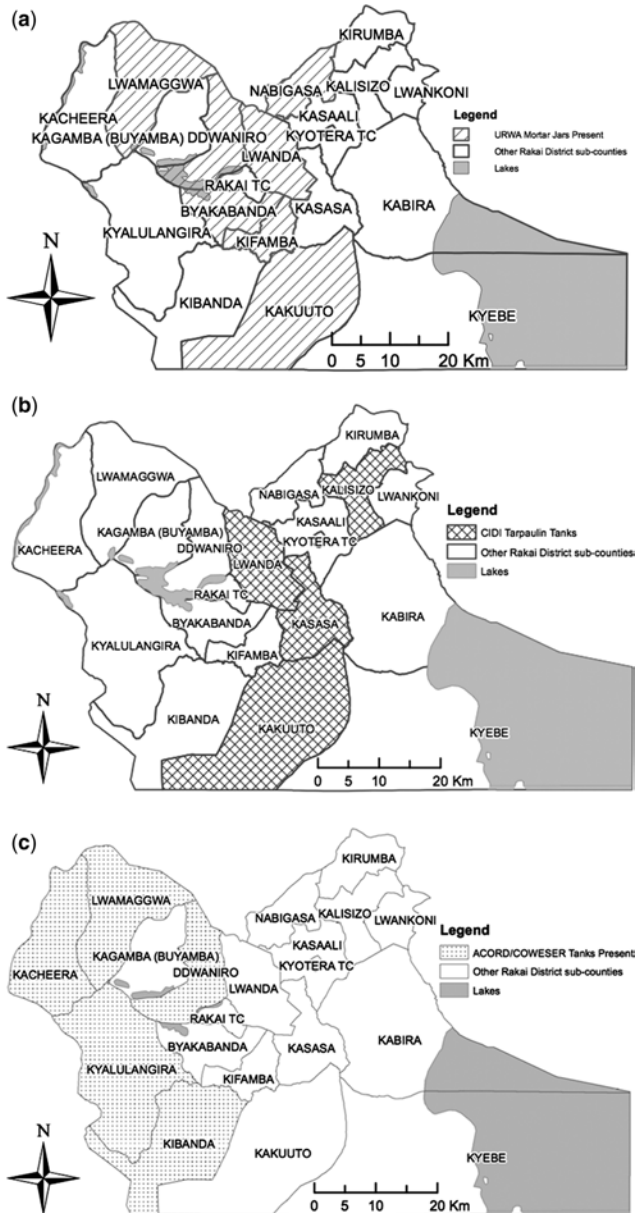 (a)
KIRUMBA
LWAMAGGWA
NABIGASA
KALISIZO
LWANKONI
KACHEERA
KASAALI
KAGAMBA (BUYAMBA) DDWANIRO
KYOTERA TC
LWANDA
Legend
URWA Mortar Jars Present
Other Rakai District sub-counties
Lakes
RAKAI TC
BYAKABANDA
KASASA
KABIRA
KYALULANGIRA
KIFAMBA
N
KIBANDA
KAKUUTO
KYEBE
0 5 10 20 Km
(b)
KIRUMBA
LWAMAGGWA
NABIGASA
KALISIZO
LWANKONI
KAGAMBA (BUYAMBA)
KASAALI
KACHEERA
DDWANIRO
KYOTERA TC
LWANDA
Legend
CIDI Tarpaulin Tanks
Other Rakai District sub-counties
Lakes
RAKAI TC
BYAKABANDA
KASASA
KABIRA
KYALULANGIRA
KIFAMBA
N
KIBANDA
KAKUUTO
KYEBE
0 5 10 20 Km
(c)
KIRUMBA
LWAMAGGWA
NABIGASA
KALISIZO
LWANKONI
KAGAMBA (BUYAMBA)
KASAALI
KACHEERA
DDWANIRO
KYOTERA TC
LWANDA
Legend
ACORD/COWESER Tanks Present
Other Rakai District sub-counties
Lakes
RAKAI TC
BYAKABANDA
KASASA
KABIRA
KYALULANGIRA
KIFAMBA
N
KIBANDA
KAKUUTO
KYEBE
0 5 10 20 Km